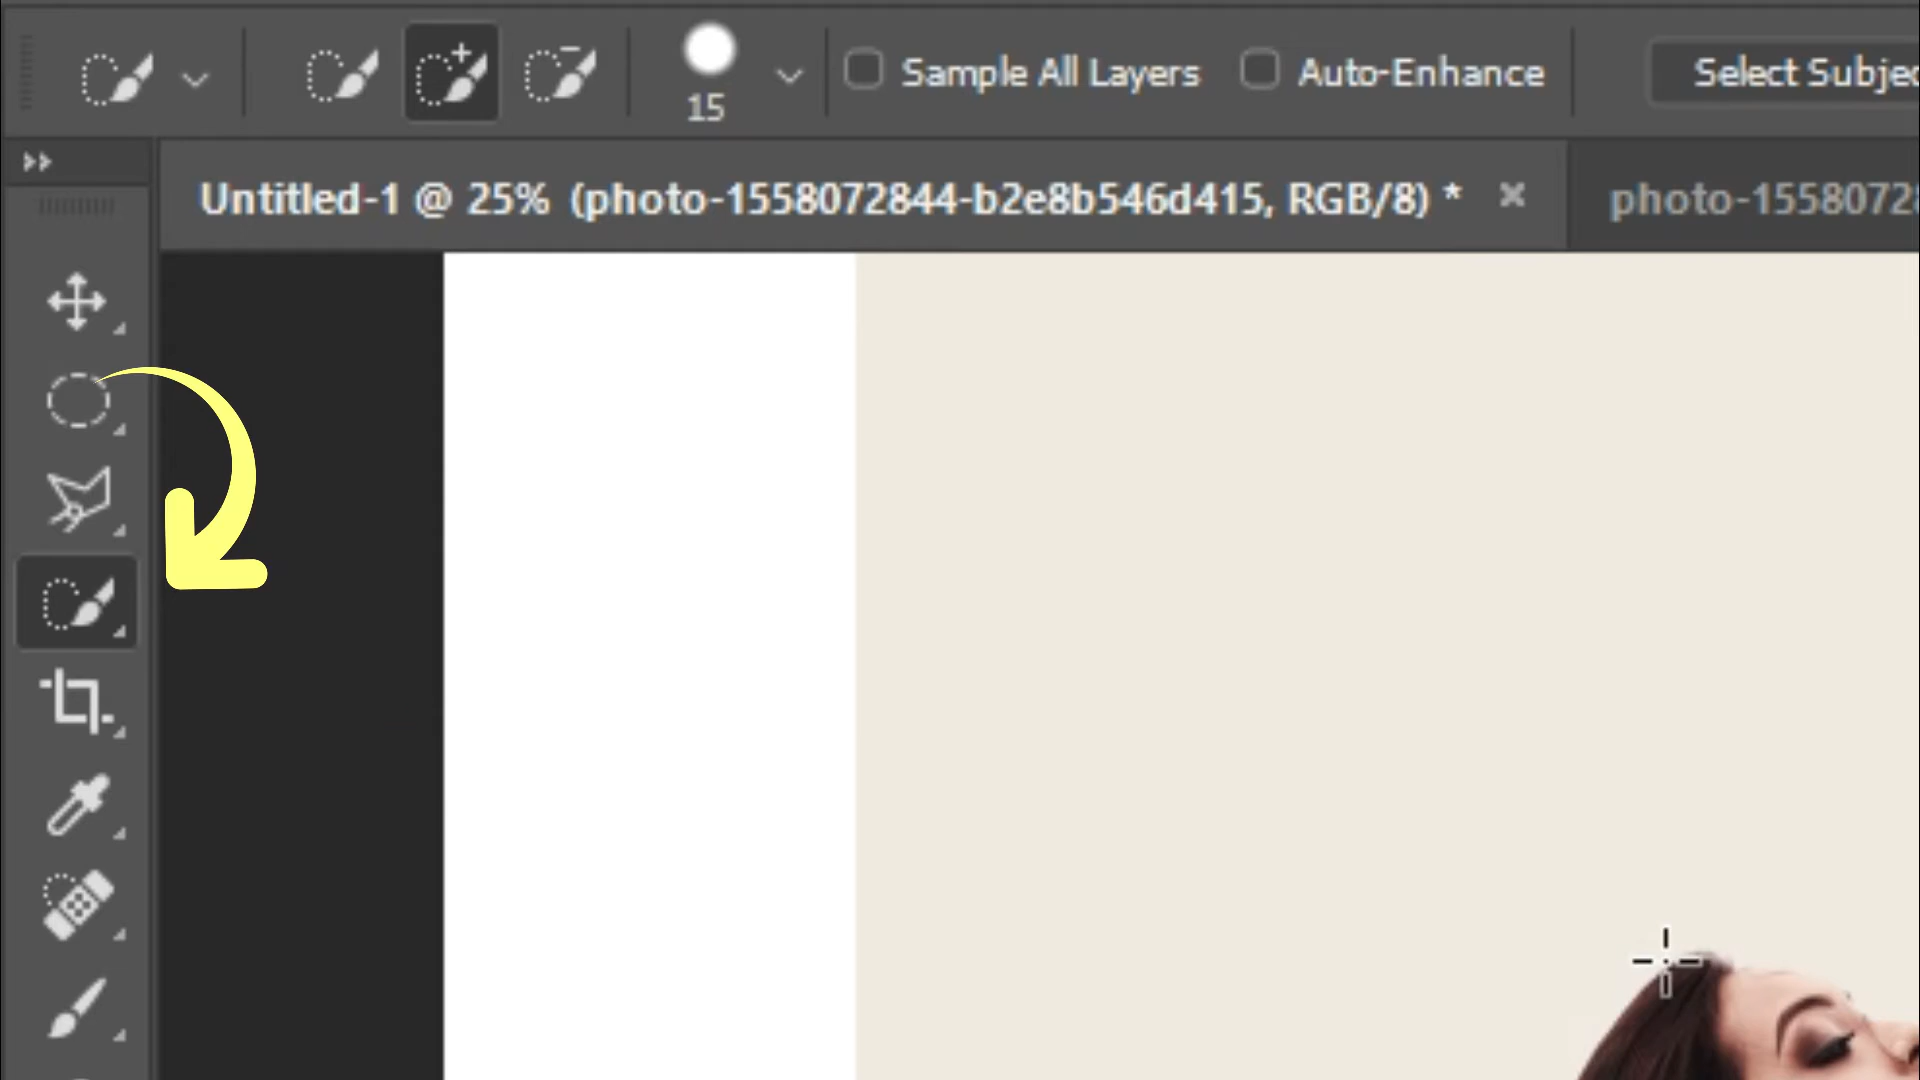 15
Sample All Layers
Auto-Enhance
Select Subjec
Untitled-1 @ 25% (photo-1558072844-b2e8b546d415, RGB/8) *
photo-1558072